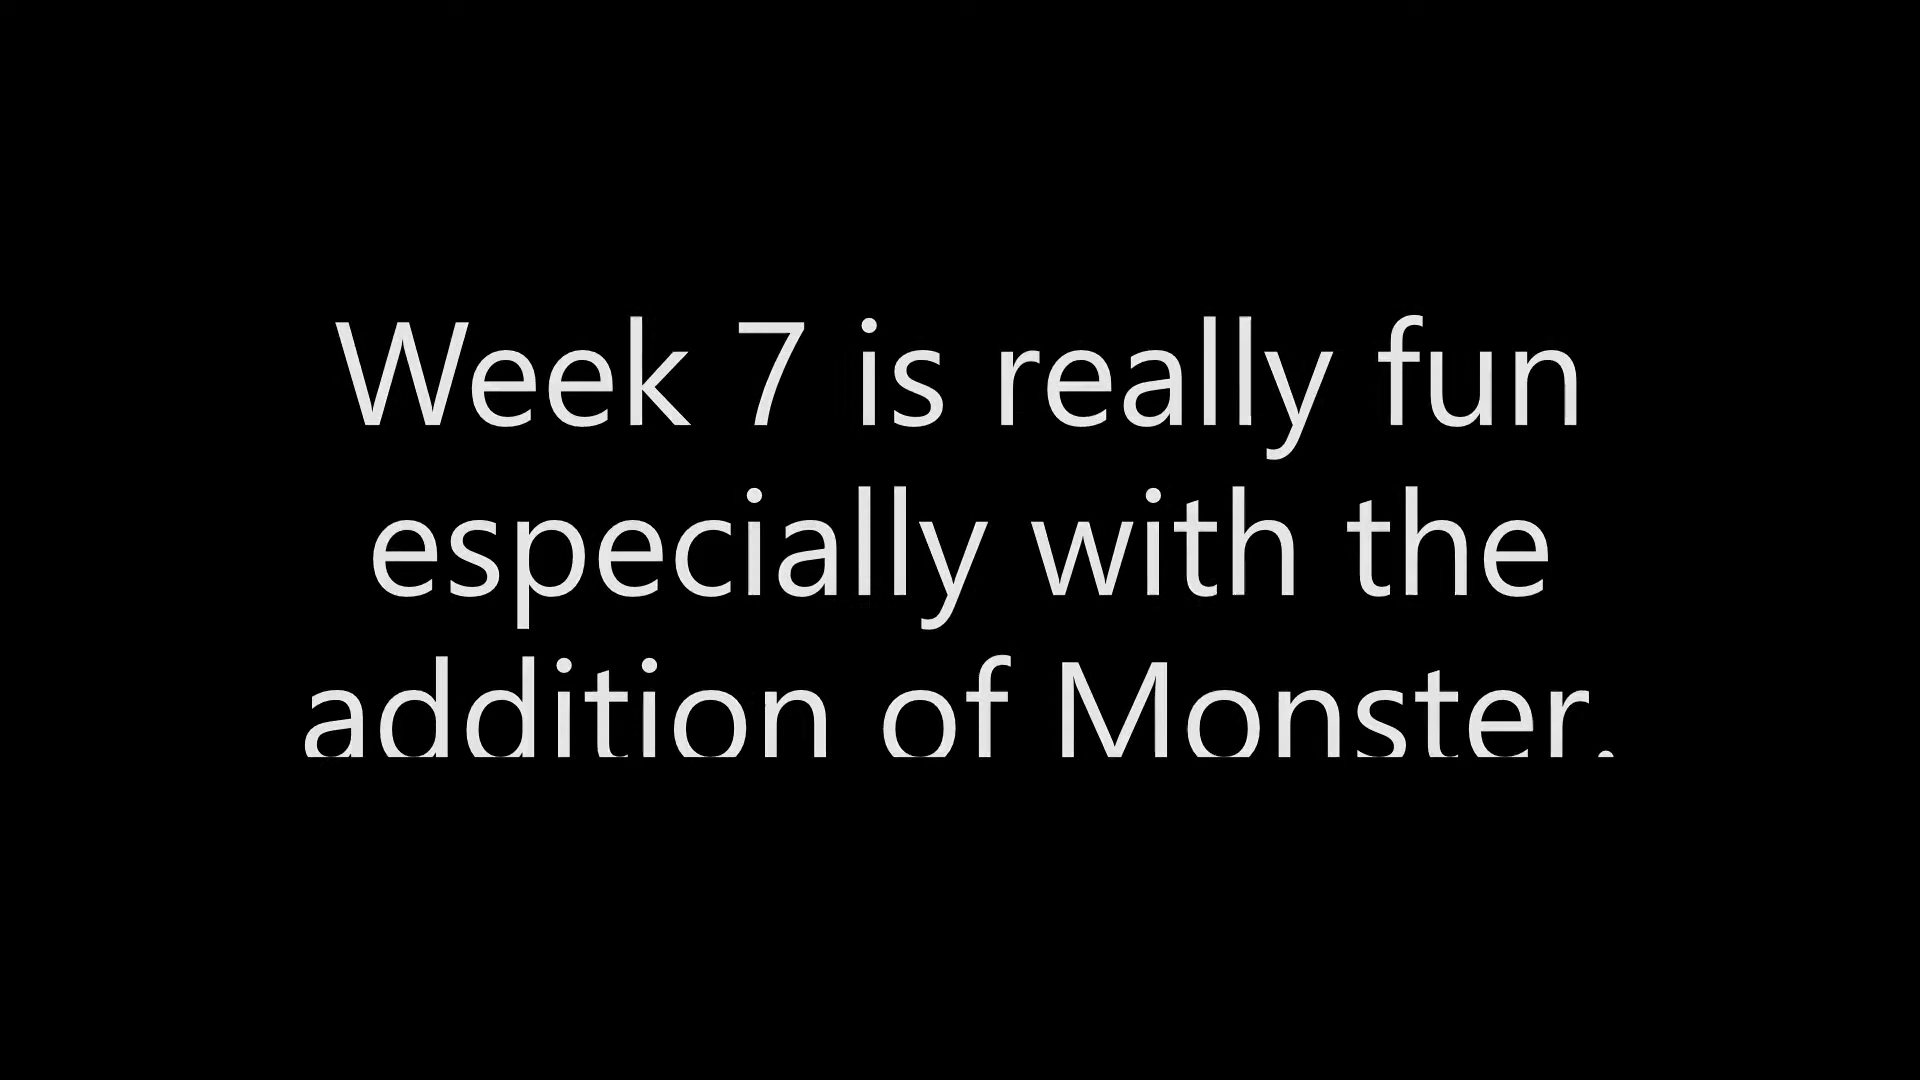 Week 7 is really fun
especially with the
addition of Monster.